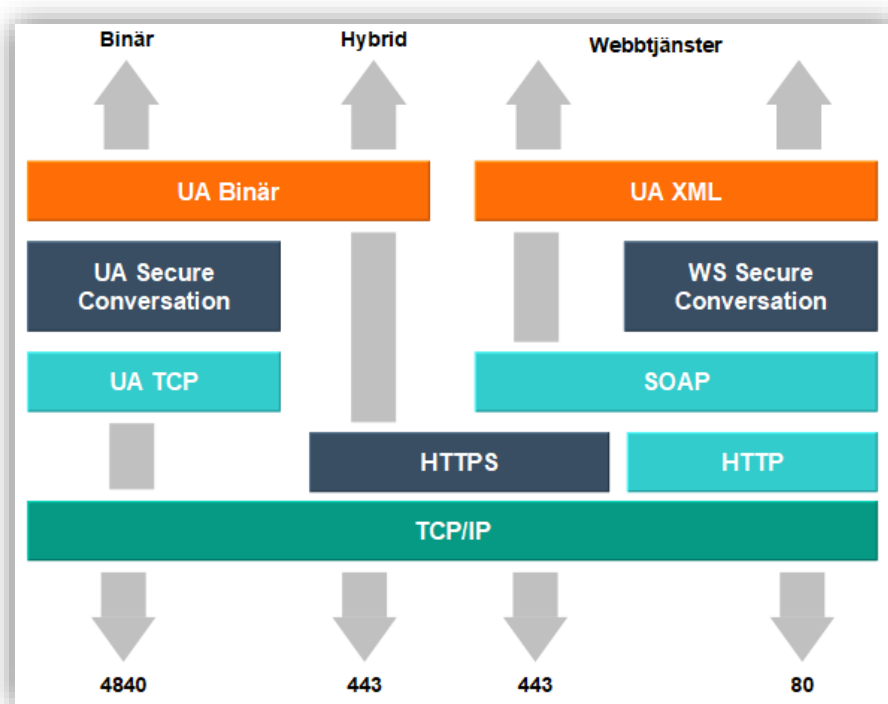 Binär
Hybrid
Webbtjänster
UA Binär
UA XML
UA Secure
Conversation
WS Secure
Conversation
UA TCP
SOAP
HTTPS
HTTP
TCP/IP
4840
443
443
80